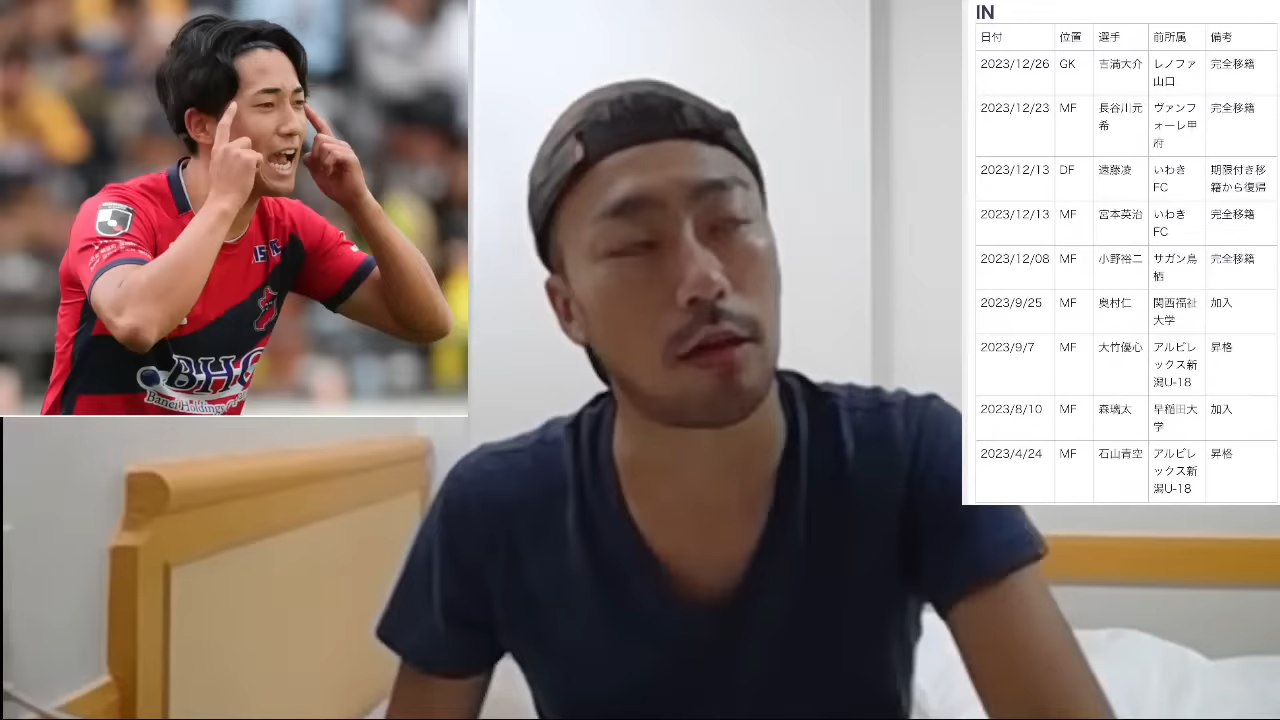 IN
日付 位置 選手 前所属 備考
2023/12/26 GK 吉満大介 レノファ 完全移籍
山口
2023/12/23 MF 長谷川元 ヴァンフ 完全移籍
希 ォーレ甲
府
2023/12/13 DF 遠藤凌 いわき 期限付き移
FC 籍から復帰
2023/12/13 MF 宮本英治 いわき 完全移籍
FC
2023/12/08 MF 小野裕二 サガン鳥 完全移籍
栖
2023/9/25 MF 奥村仁 関西福祉 加入
大学
2023/9/7 MF 大竹優心 アルビレ 昇格
ックス新
潟U-18
2023/8/10 MF 森璃太 早稲田大 加入
学
2023/4/24 MF 石山青空 アルビレ 昇格
ックス新
潟U-18
BHG
Banei Holdings